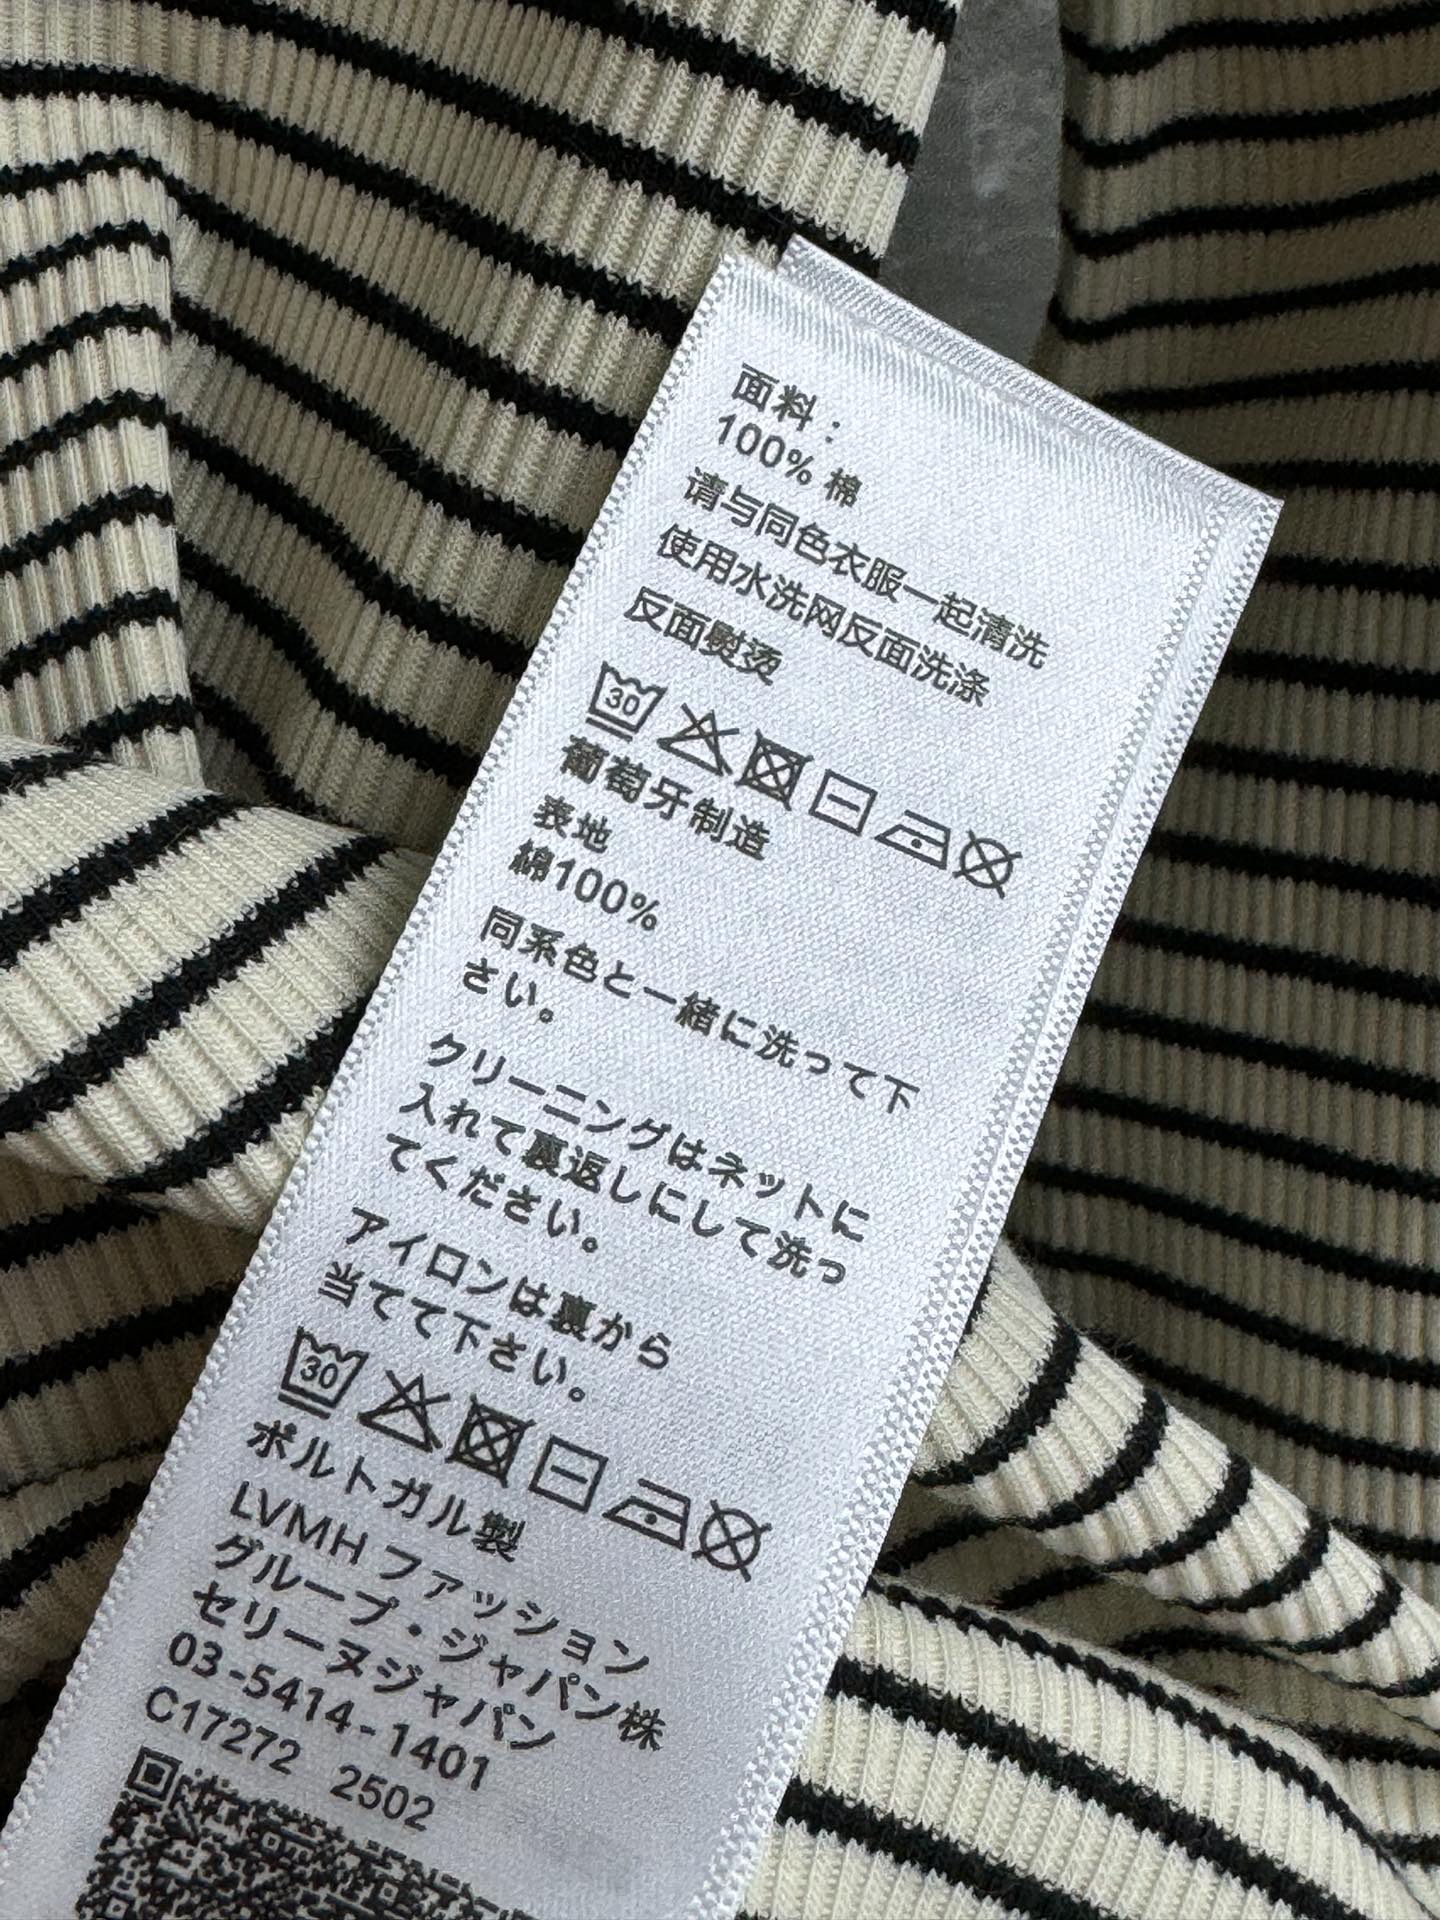 面料：
100% 棉
请与同色衣服一起清洗
使用水洗网反面洗涤
反面熨烫
30
葡萄牙制造
表地
綿100%
同系色と一緒に洗って下
さい。
クリーニングはネットに
入れて裏返しにして洗っ
てください。
アイロンは裏から
当てて下さい。
30
ポルトガル製
LVMH ファッション
グループ・ジャパン株
セリーヌジャパン
03-5414-1401
C17272 2502